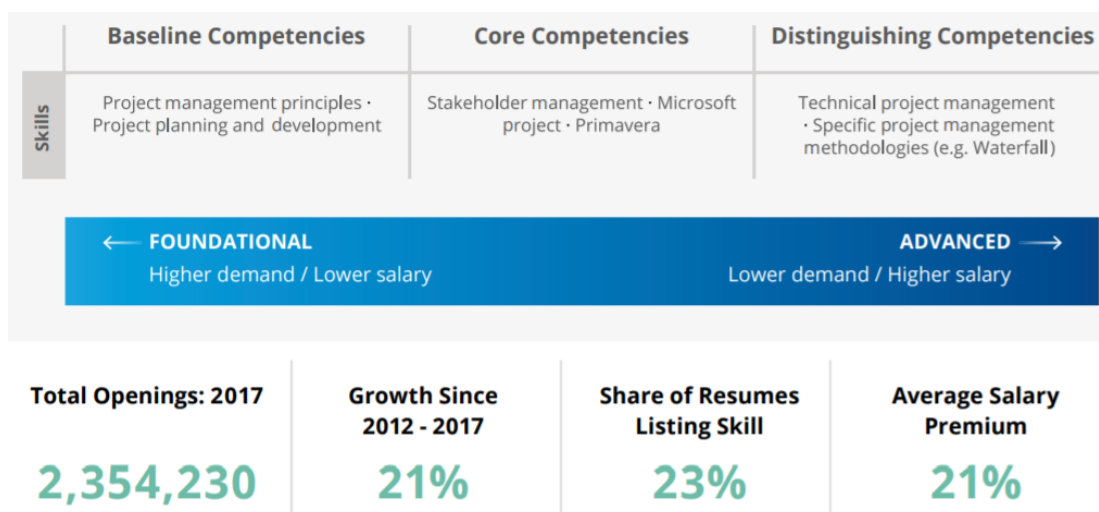 Baseline Competencies
Core Competencies
Distinguishing Competencies
Skills
Project management principles ·
Project planning and development
Stakeholder management · Microsoft
project · Primavera
Technical project management
· Specific project management
methodologies (e.g. Waterfall)
← FOUNDATIONAL
Higher demand / Lower salary
ADVANCED →
Lower demand / Higher salary
Total Openings: 2017
2,354,230
Growth Since
2012 - 2017
21%
Share of Resumes
Listing Skill
23%
Average Salary
Premium
21%